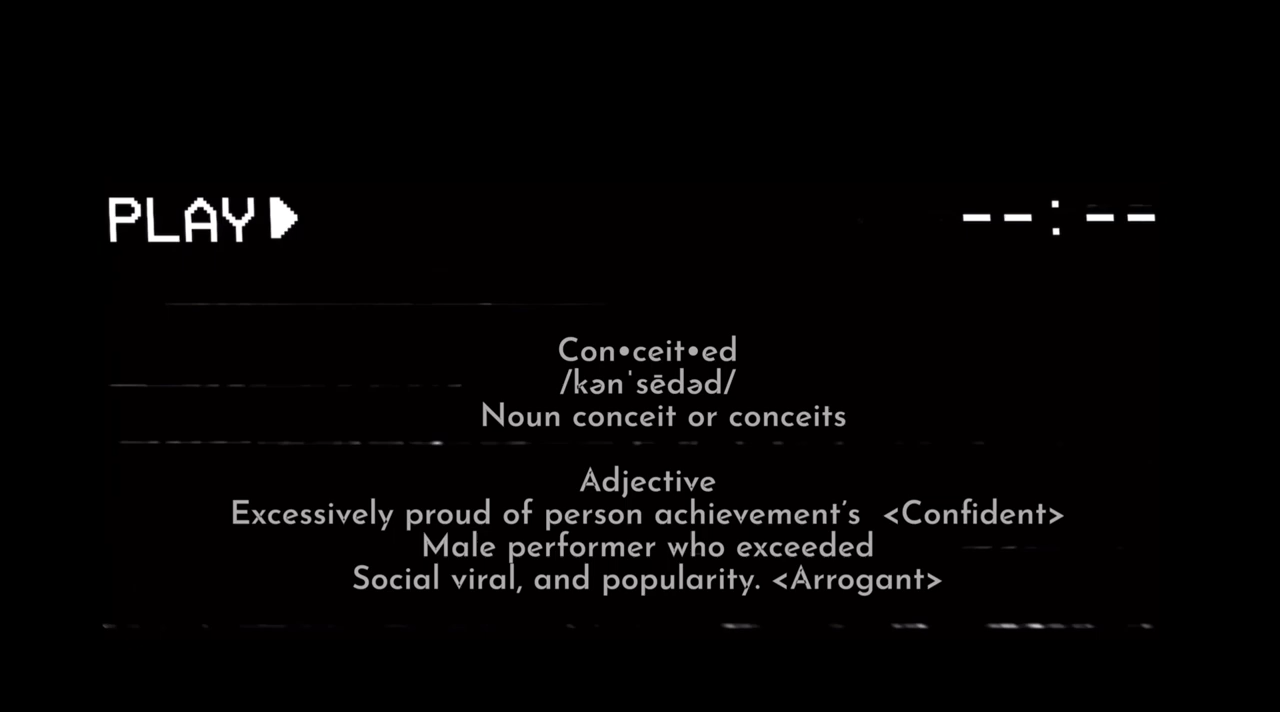 PLAY
--:--
Con•ceit•ed
/kənˈsēdəd/
Noun conceit or conceits
Adjective
Excessively proud of person achievement's <Confident>
Male performer who exceeded
Social viral, and popularity. <Arrogant>